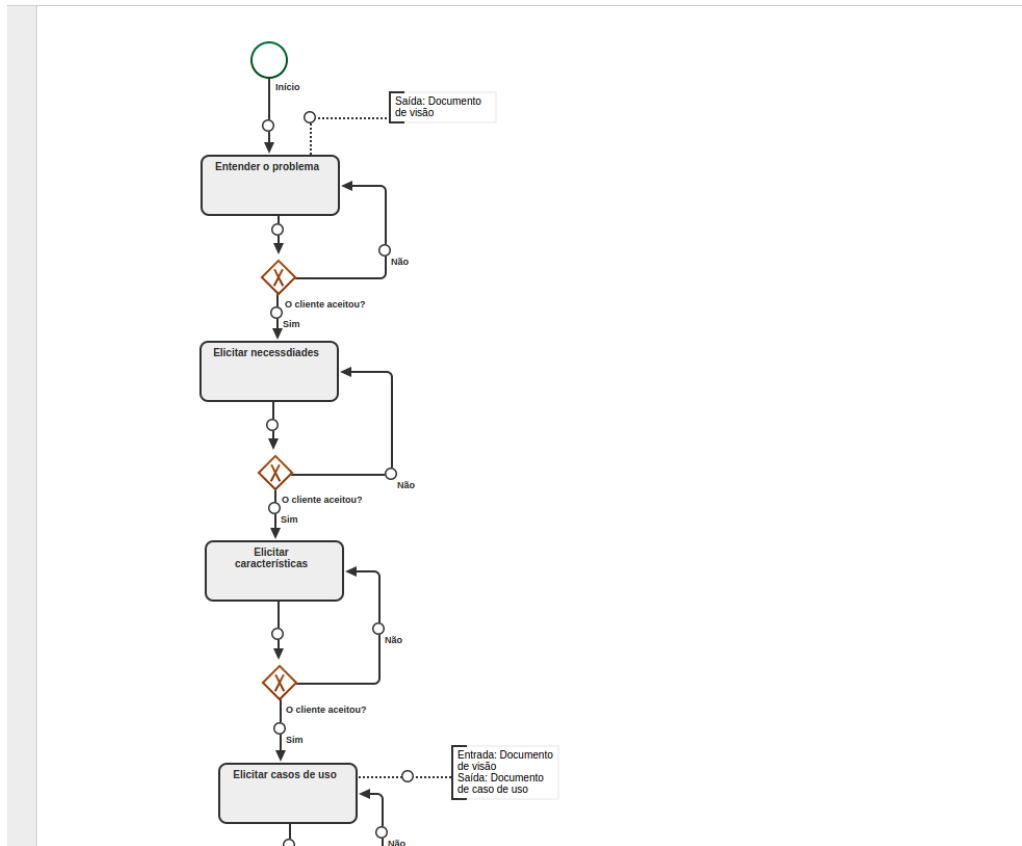 Início
Saída: Documento
de visão
Entender o problema
Não
O cliente aceitou?
Sim
Elicitar necessdiades
Não
O cliente aceitou?
Sim
Elicitar
características
Não
O cliente aceitou?
Sim
Entrada: Documento
de visão
Saída: Documento
de caso de uso
Elicitar casos de uso
Não